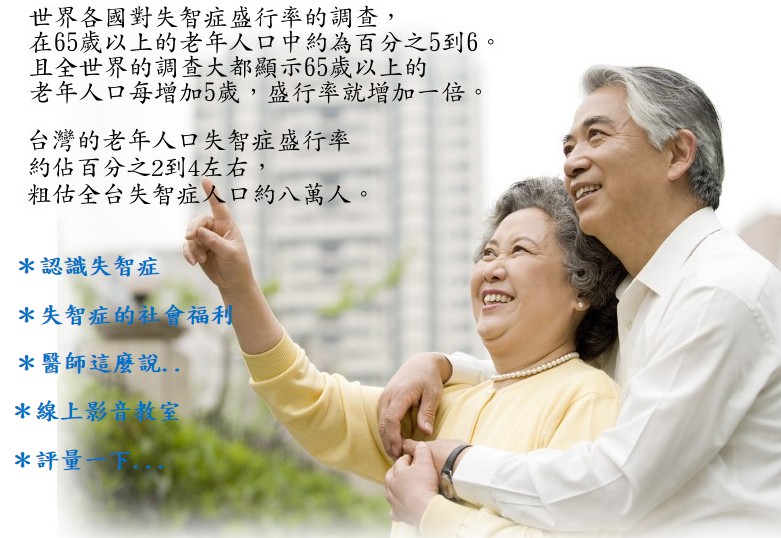 世界各國對失智症盛行率的調查，
在65歲以上的老年人口中約為百分之5到6。
且全世界的調查大都顯示65歲以上的
老年人口每增加5歲，盛行率就增加一倍。
台灣的老年人口失智症盛行率
約佔百分之2到4左右，
粗估全台失智症人口約八萬人。
＊認識失智症
＊失智症的社會福利
＊醫師這麼說..
＊線上影音教室
＊評量一下...